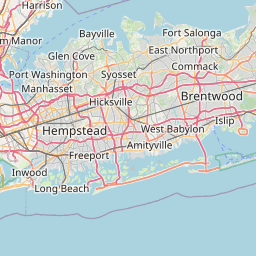 Harrison
Bayville
Fort Salonga
Glen Cove
East Northport
Port Washington
Syosset
Commack
Manhasset
Hicksville
Brentwood
Hempstead
West Babylon
Islip
Freeport
Amityville
Inwood
Long Beach